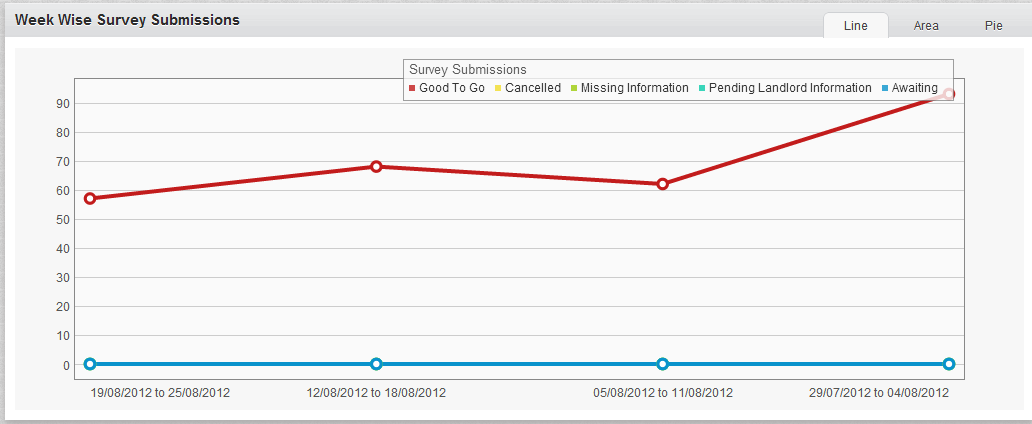 Week Wise Survey Submissions
Line Area Pie
Survey Submissions
Good To Go Cancelled Missing Information Pending Landlord Information Awaiting
90
80
70
60
50
40
30
20
10
0
19/08/2012 to 25/08/2012 12/08/2012 to 18/08/2012 05/08/2012 to 11/08/2012 29/07/2012 to 04/08/2012